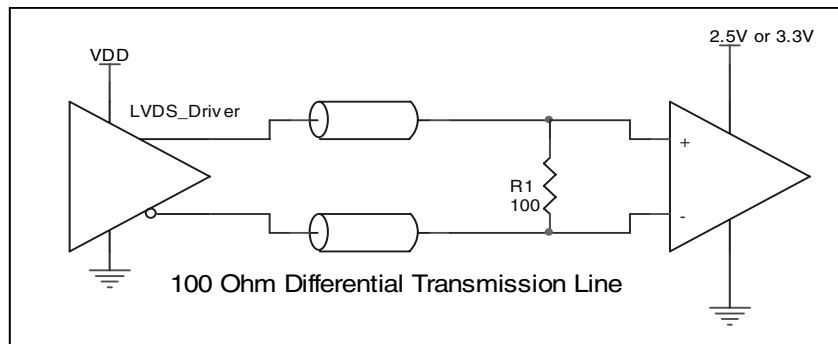 2.5V or 3.3V
VDD
LVDS_Driver
+
R1
100
-
100 Ohm Differential Transmission Line